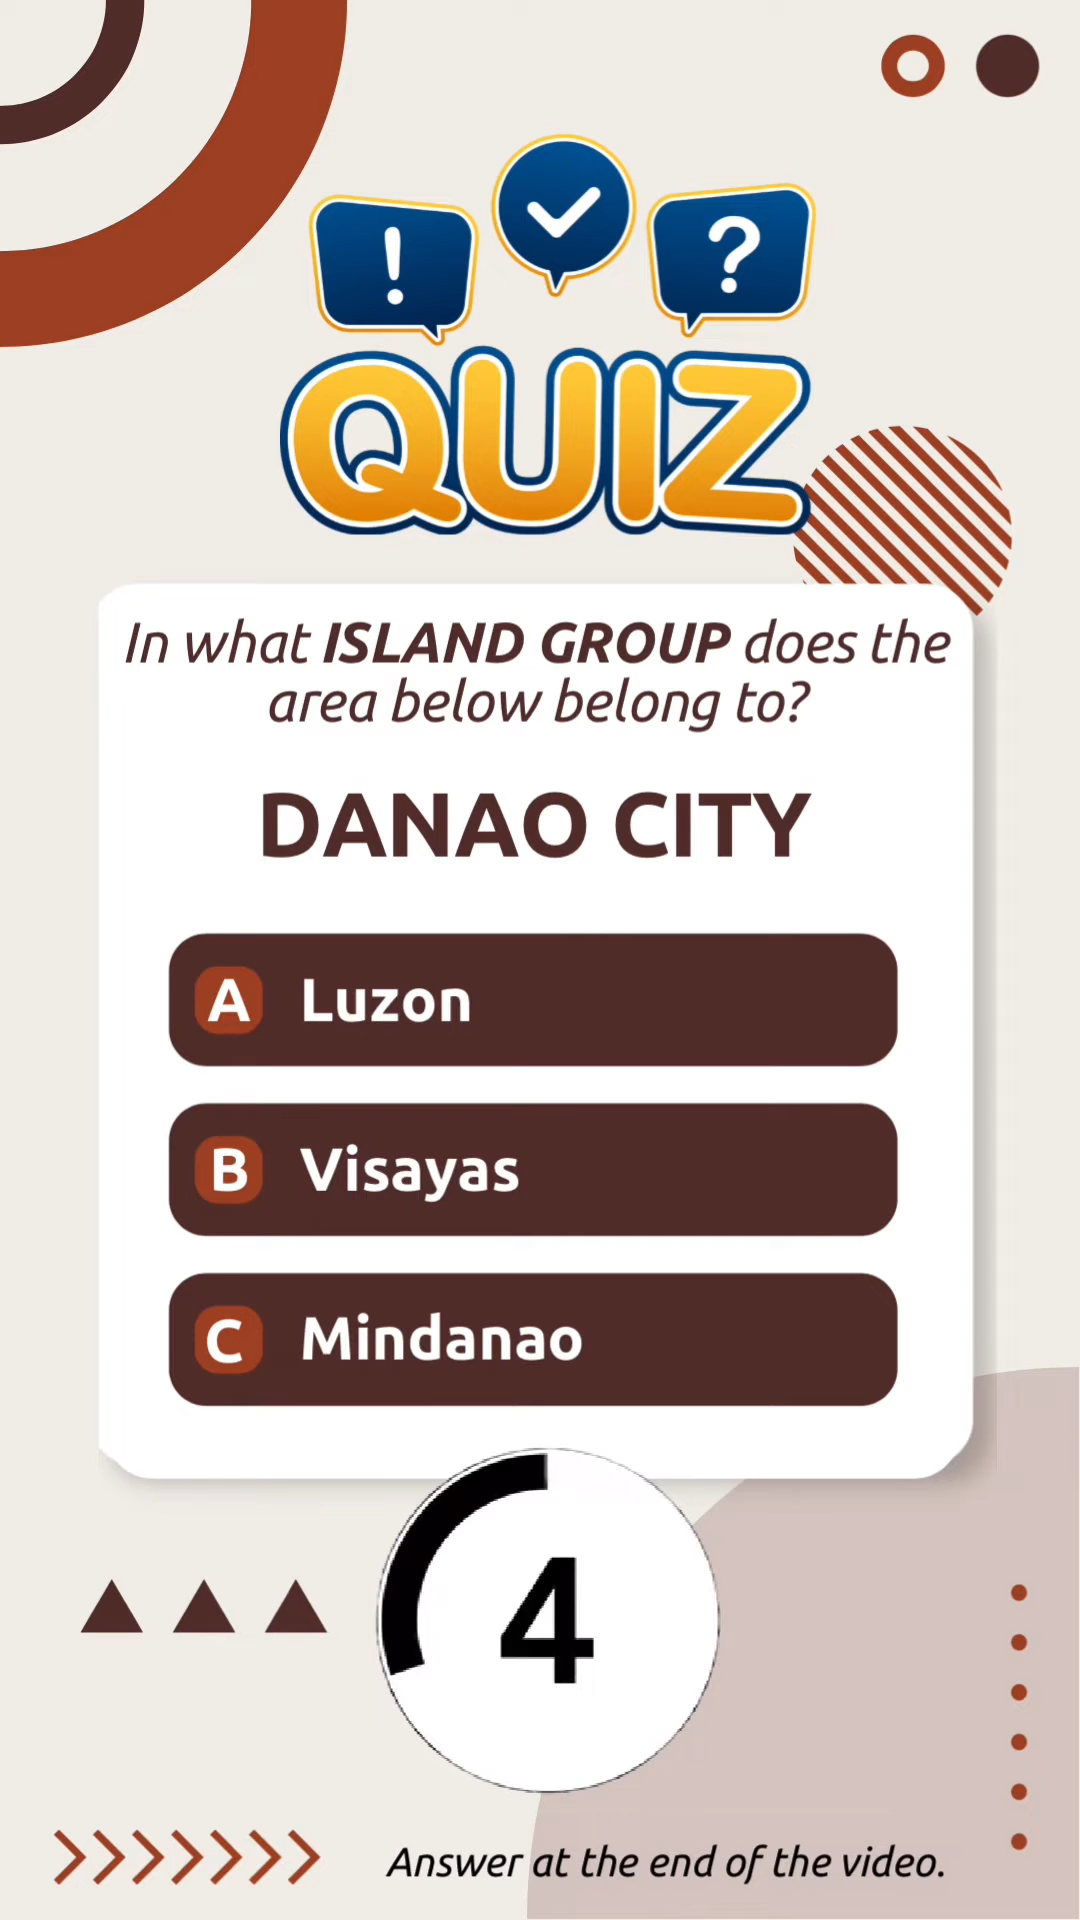 ! ?
QUIZ
In what ISLAND GROUP does the
area below belong to?
DANAO CITY
A Luzon
B Visayas
C Mindanao
4
Answer at the end of the video.